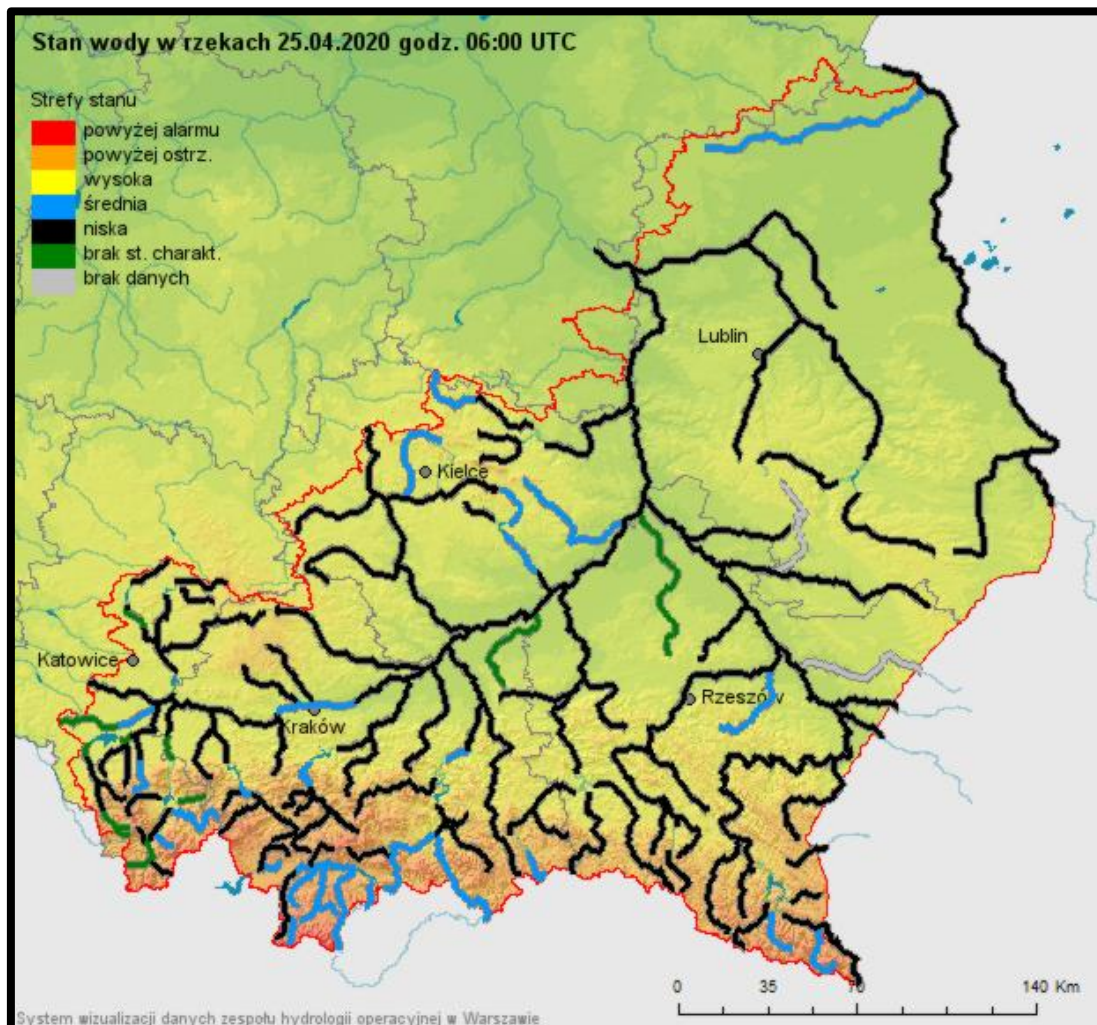 Stan wody w rzekach 25.04.2020 godz. 06:00 UTC
Strefy stanu
powyżej alarmu
powyżej ostrz.
wysoka
średnia
niska
brak st. charakt.
brak danych
Lublin
Kielce
Katowice
Rzeszów
Kraków
0 35 70 140 Km
System wizualizacji danych zespołu hydrologii operacyjnej w Warszawie